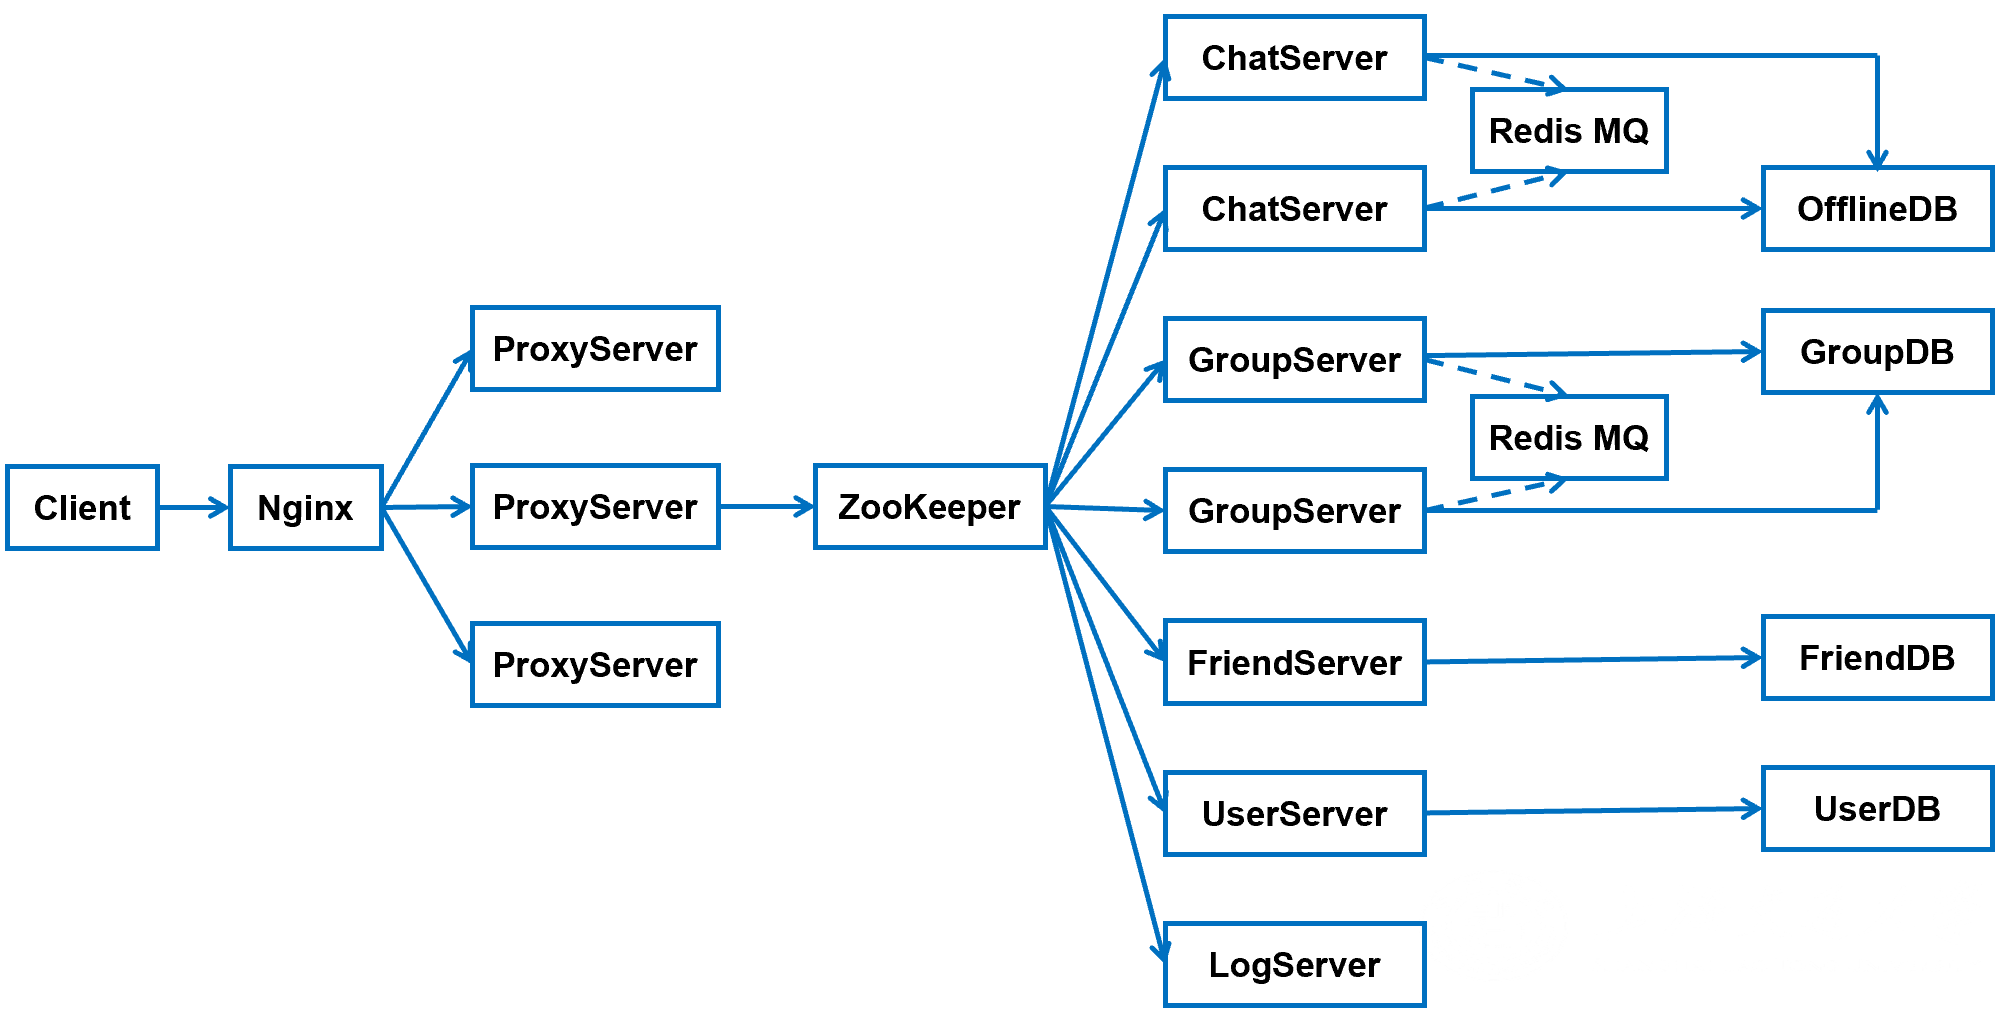 Client
Nginx
ProxyServer
ProxyServer
ProxyServer
ZooKeeper
ChatServer
ChatServer
GroupServer
GroupServer
FriendServer
UserServer
LogServer
Redis MQ
Redis MQ
OfflineDB
GroupDB
FriendDB
UserDB